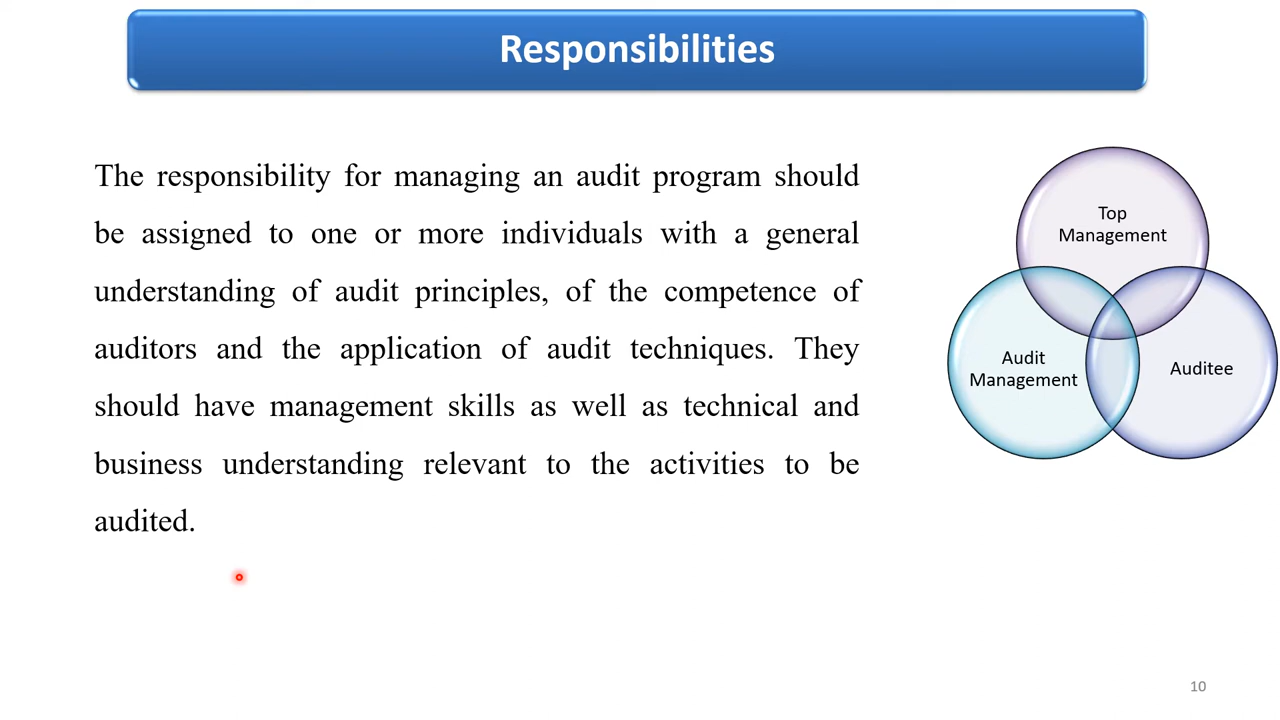 Responsibilities
The responsibility for managing an audit program should
be assigned to one or more individuals with a general
understanding of audit principles, of the competence of
auditors and the application of audit techniques. They
should have management skills as well as technical and
business understanding relevant to the activities to be
audited.
Top
Management
Audit
Management
Auditee
10